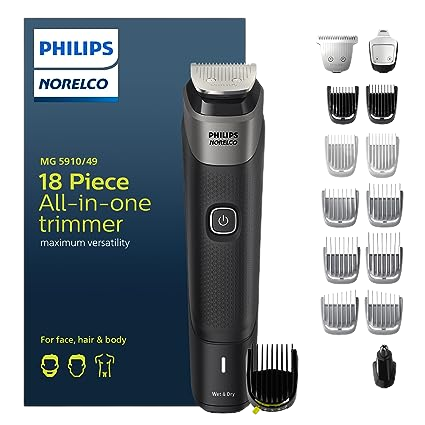 PHILIPS
NORELCO
MG 5910/49
18 Piece
All-in-one
trimmer
maximum versatility
For face, hair & body
PHILIPS
NORELCO
Wet & Dry